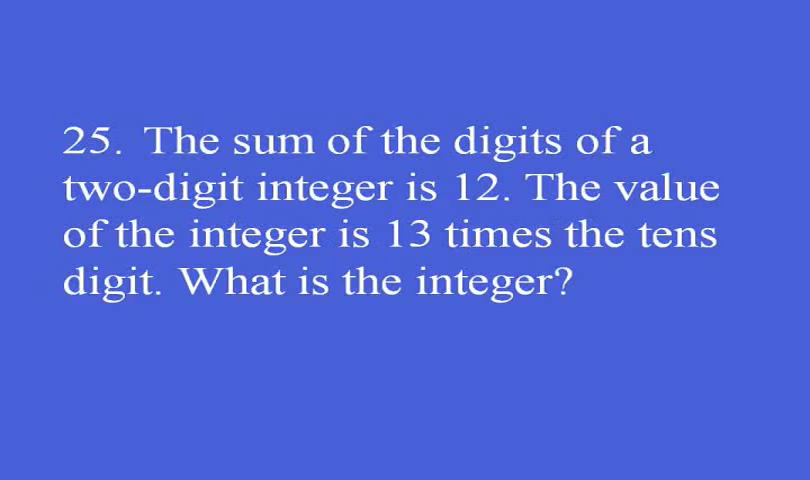 25. The sum of the digits of a
two-digit integer is 12. The value
of the integer is 13 times the tens
digit. What is the integer?